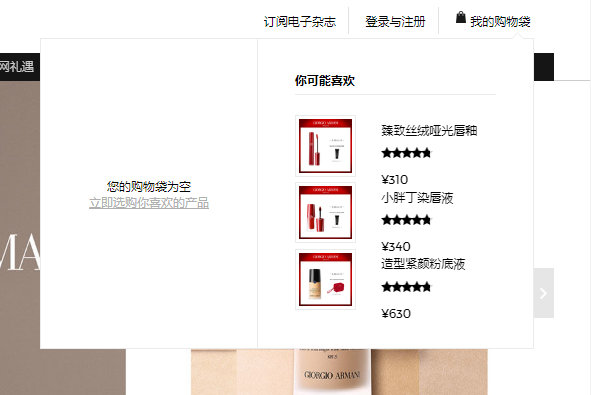 订阅电子杂志
登录与注册
我的购物袋
网礼遇
你可能喜欢
臻致丝绒哑光唇釉
¥310
小胖丁染唇液
¥340
造型紧颜粉底液
¥630
您的购物袋为空
立即选购你喜欢的产品
MA
GIORGIO ARMANI